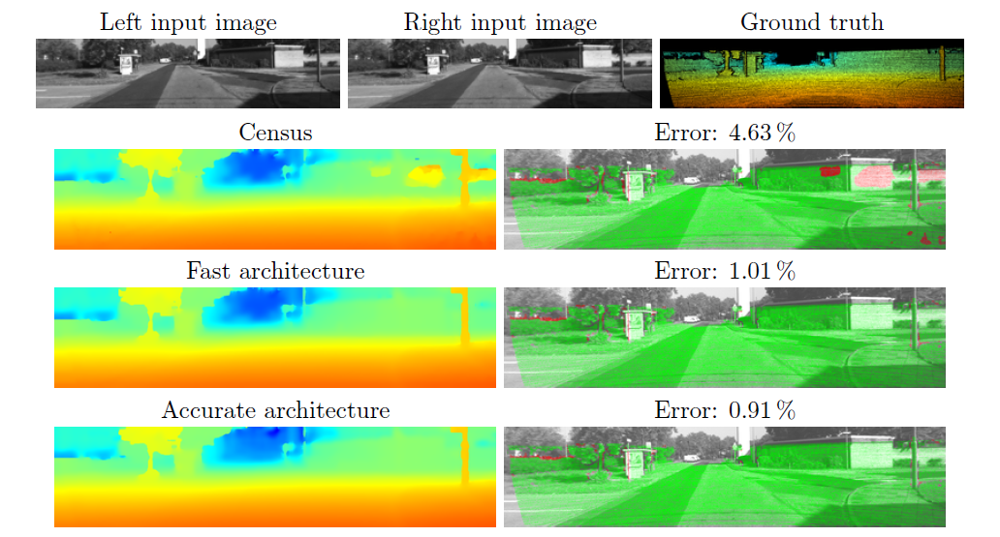 Left input image
Right input image
Ground truth
Census
Error: 4.63 %
Fast architecture
Error: 1.01 %
Accurate architecture
Error: 0.91 %